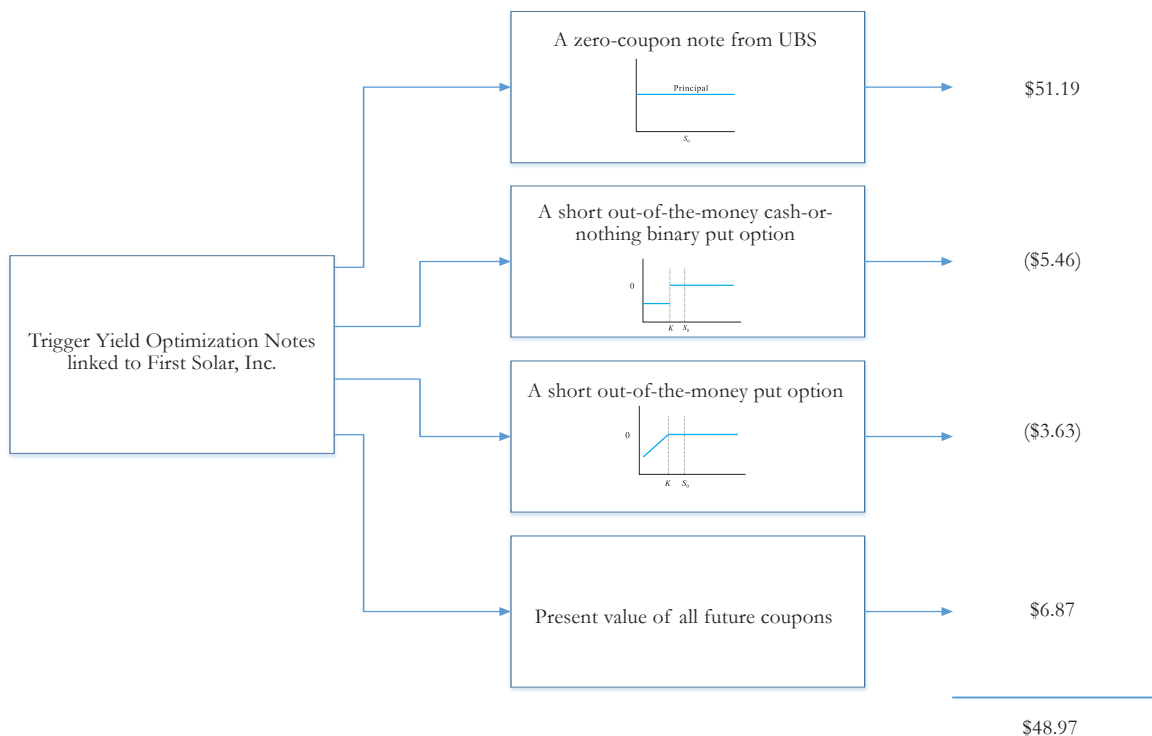 A zero-coupon note from UBS
Principal
S₀
$51.19
A short out-of-the-money cash-or-
nothing binary put option
0
K S₀
($5.46)
Trigger Yield Optimization Notes
linked to First Solar, Inc.
A short out-of-the-money put option
0
K S₀
($3.63)
Present value of all future coupons
$6.87
$48.97